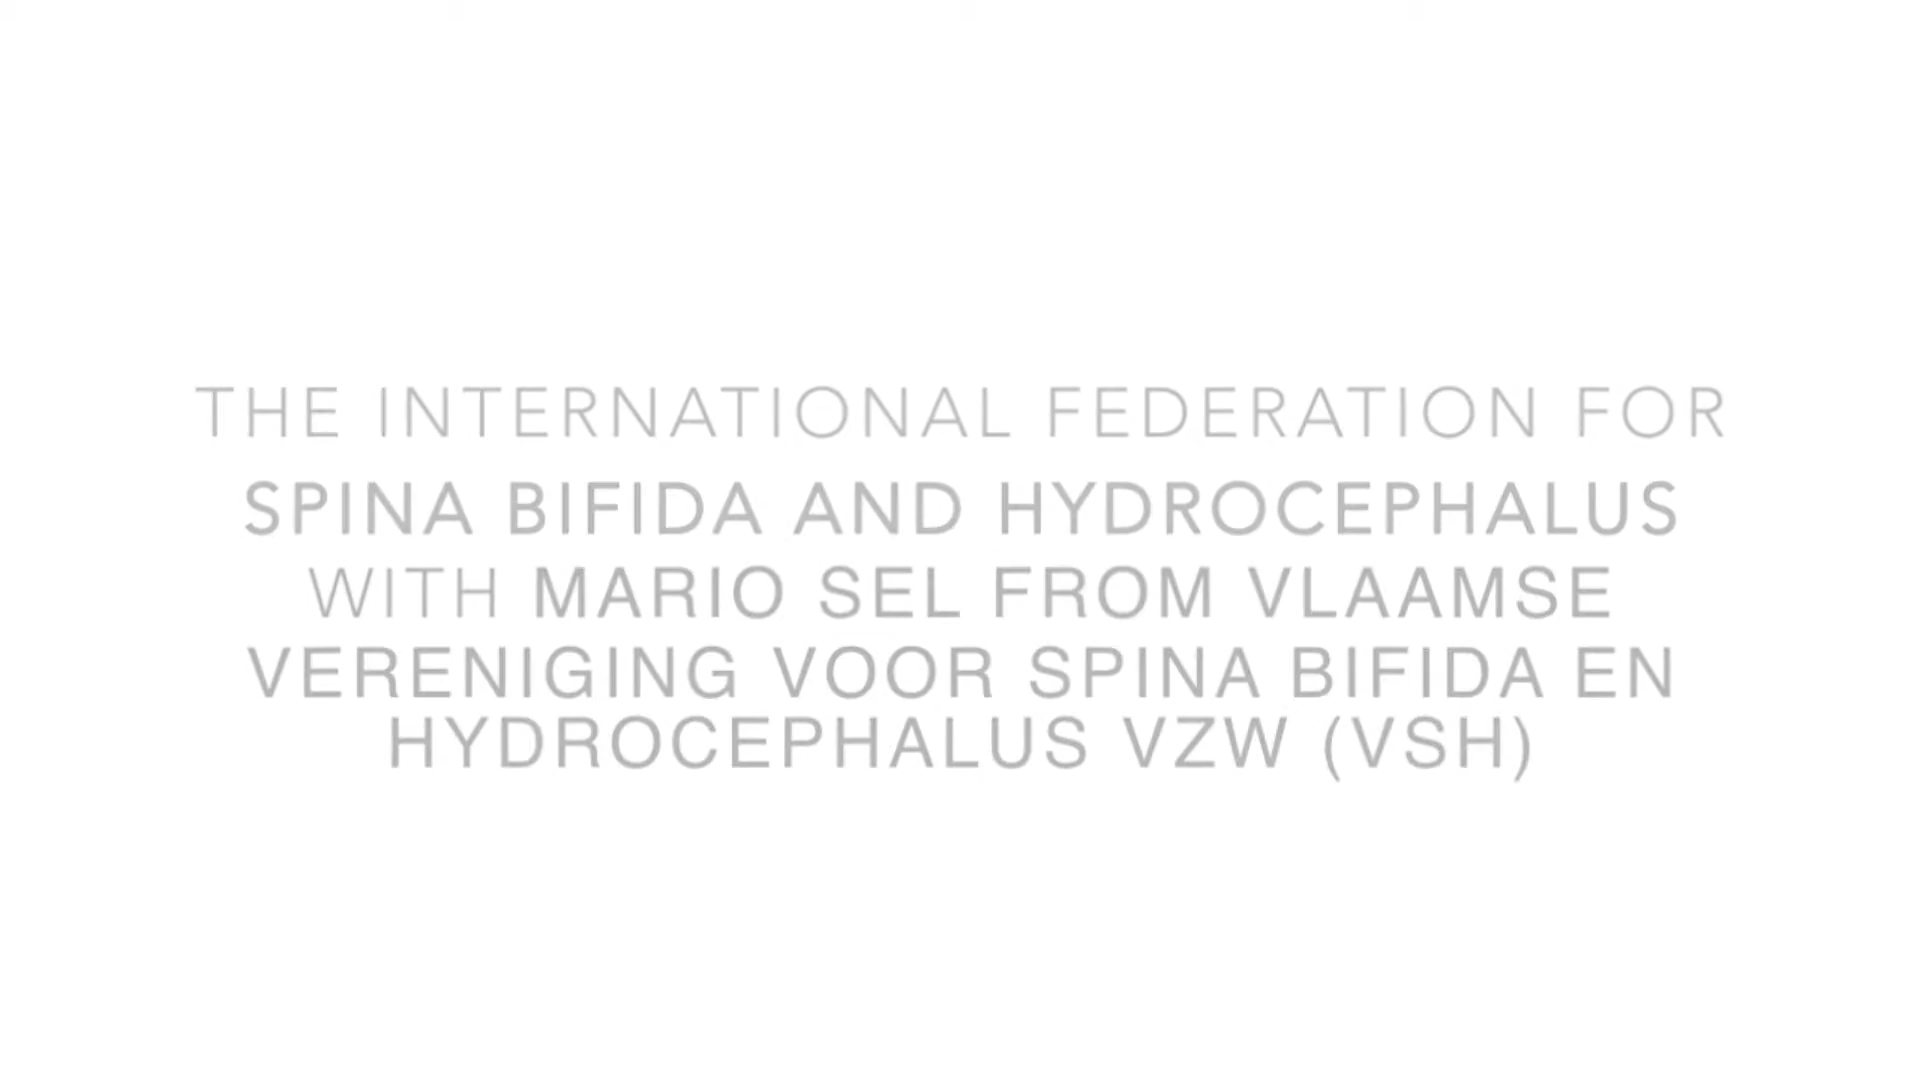 THE INTERNATIONAL FEDERATION FOR
SPINA BIFIDA AND HYDROCEPHALUS
WITH MARIO SEL FROM VLAAMSE
VERENIGING VOOR SPINA BIFIDA EN
HYDROCEPHALUS VZW (VSH)